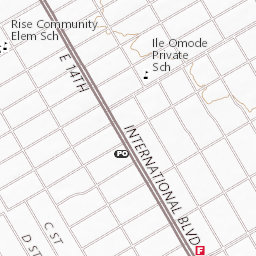 Rise Community
Elem Sch
Ile Omode
Private
Sch
E 14TH
INTERNATIONAL BLVD
PO
C ST
D ST
F